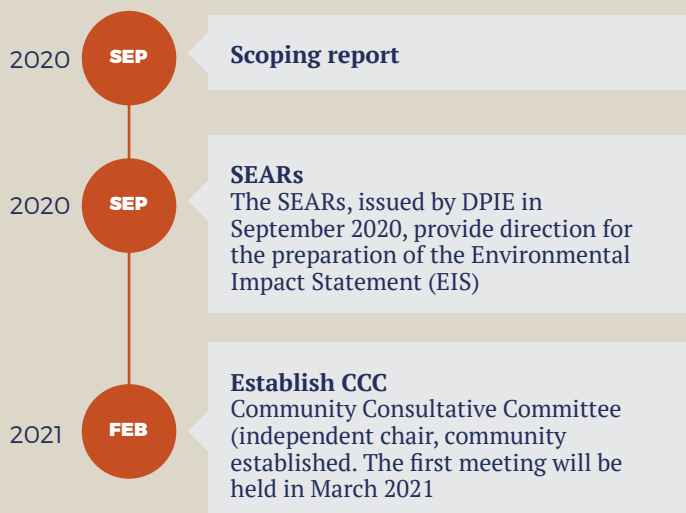 2020
SEP
Scoping report
2020
SEP
SEARs
The SEARs, issued by DPIE in
September 2020, provide direction for
the preparation of the Environmental
Impact Statement (EIS)
2021
FEB
Establish CCC
Community Consultative Committee
(independent chair, community
established. The first meeting will be
held in March 2021